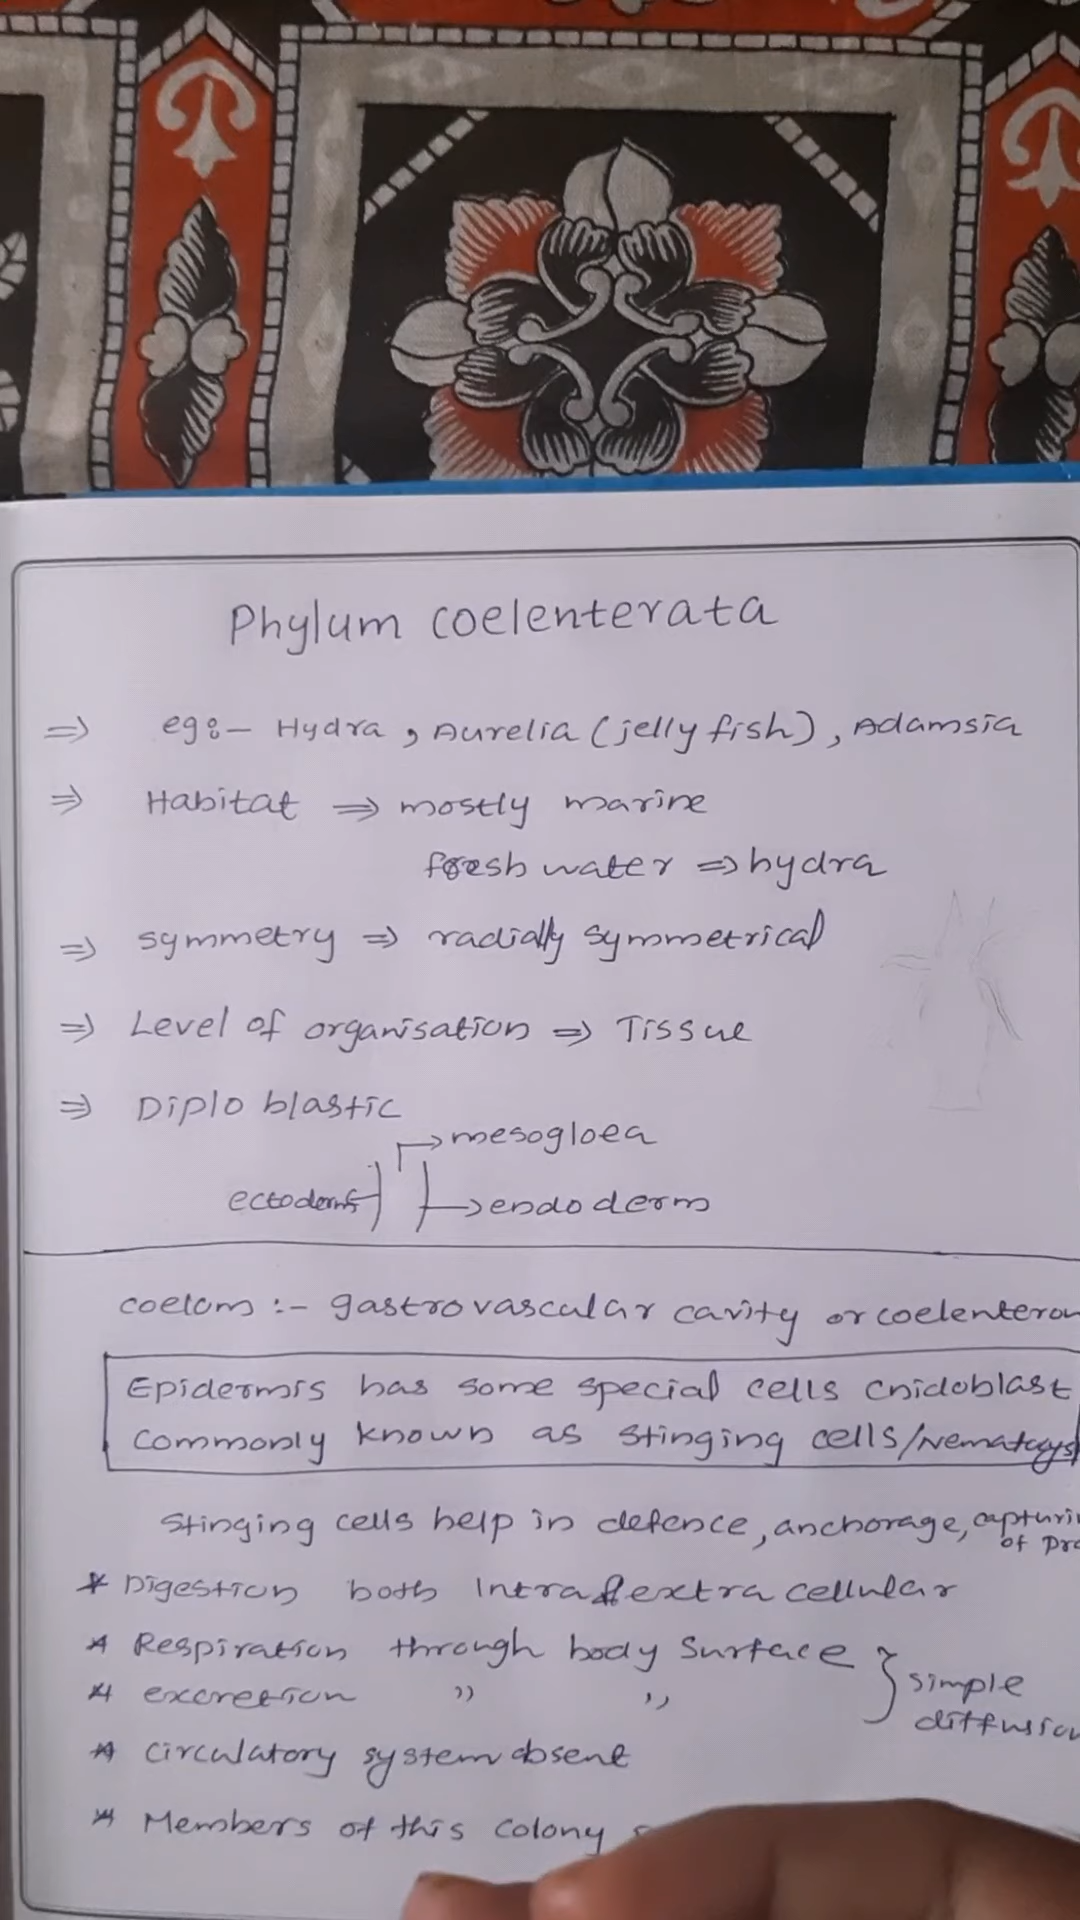 Phylum coelenterata
⇒ eg:- Hydra, Aurelia (jelly fish), Adamsia
⇒ Habitat ⇒ mostly marine
fresh water ⇒ hydra
⇒ symmetry ⇒ radially symmetrical
⇒ Level of organisation ⇒ Tissue
⇒ Diplo blastic
→ mesogloea
ectoderm → endoderm
coelom :- gastrovascular cavity or coelenteron
Epidermis has some special cells cnidoblast
commonly known as stinging cells/
Stinging cells help in defence, anchorage,
of
* Digestion both Intra & extra cellular
* Respiration through body surface } simple
* excretion " " diffusion
* circulatory system absent
* Members of this colony